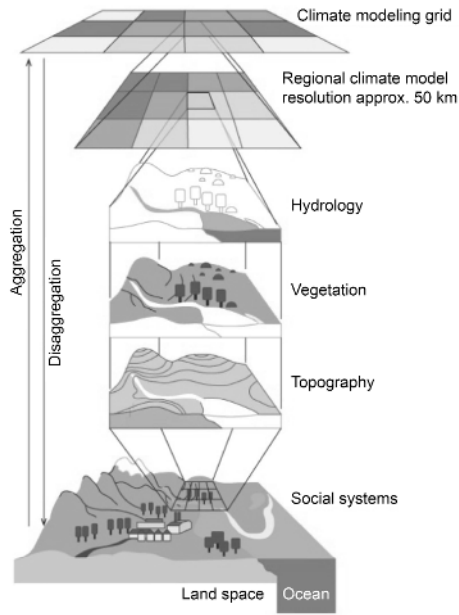 Climate modeling grid
Regional climate model
resolution approx. 50 km
Hydrology
Aggregation
Disaggregation
Vegetation
Topography
Social systems
Land space
Ocean